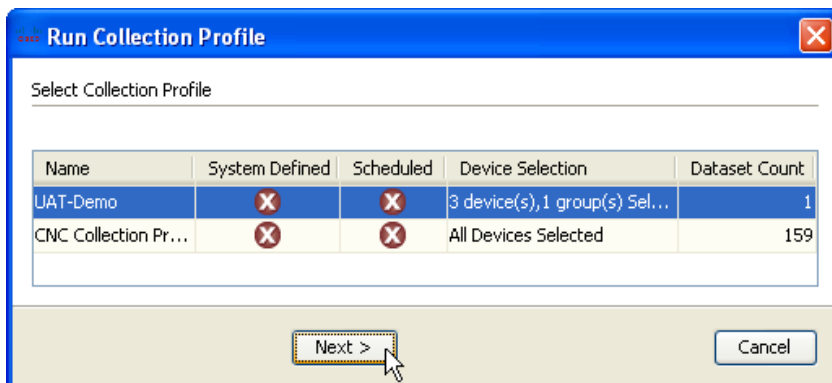 Run Collection Profile
Select Collection Profile
Name System Defined Scheduled Device Selection Dataset Count
UAT-Demo 3 device(s),1 group(s) Sel... 1
CNC Collection Pr... All Devices Selected 159
Next > Cancel